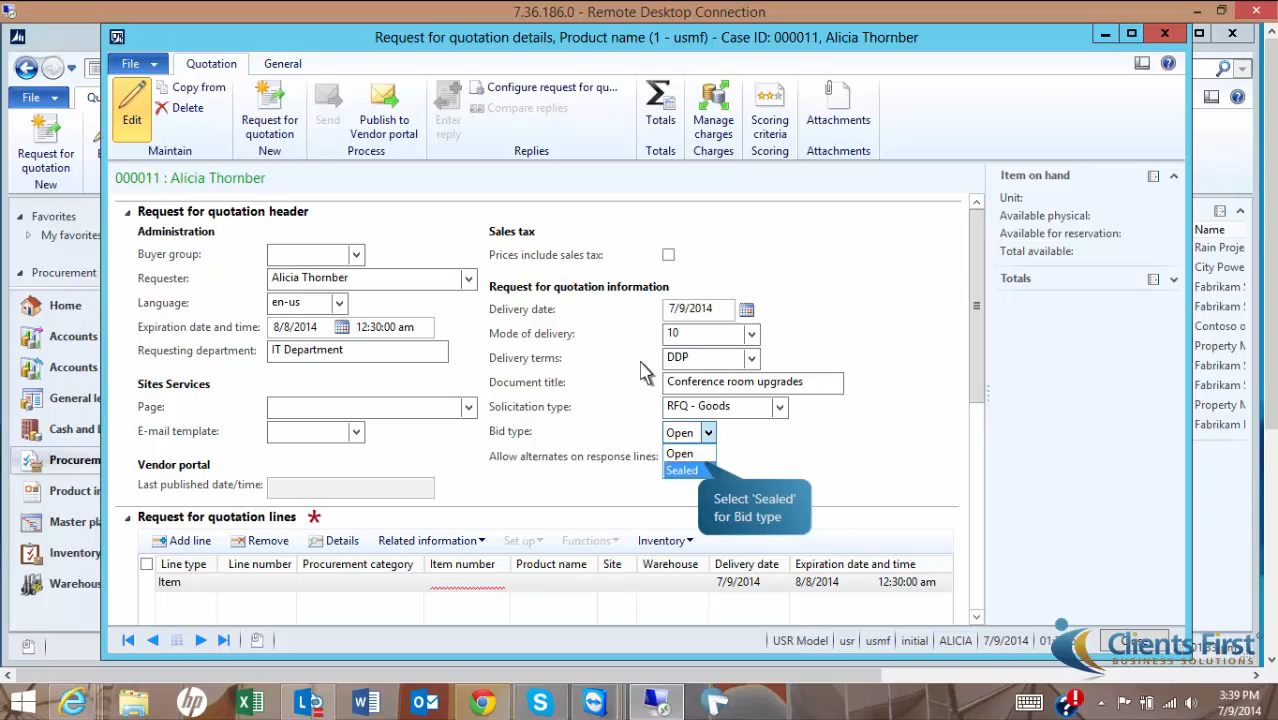 7.36.186.0 - Remote Desktop Connection
Request for quotation details, Product name (1 - usmf) - Case ID: 000011, Alicia Thornber
File
Quotation
General
File
Qu
Edit
Copy from
Delete
Maintain
Request for quotation
New
Send
Publish to Vendor portal
Process
Enter reply
Configure request for qu...
Compare replies
Replies
Totals
Totals
Manage charges
Charges
Scoring criteria
Scoring
Attachments
Attachments
Request for quotation
New
Favorites
My favorites
Procurement
Home
Accounts
Accounts
General le
Cash and b
Procurem
Product in
Master pla
Inventory
Warehous
000011 : Alicia Thornber
Request for quotation header
Administration
Buyer group:
Requester: Alicia Thornber
Language: en-us
Expiration date and time: 8/8/2014 12:30:00 am
Requesting department: IT Department
Sites Services
Page:
E-mail template:
Vendor portal
Last published date/time:
Sales tax
Prices include sales tax:
Request for quotation information
Delivery date: 7/9/2014
Mode of delivery: 10
Delivery terms: DDP
Document title: Conference room upgrades
Solicitation type: RFQ - Goods
Bid type: Open
Open
Allow alternates on response lines:
Sealed
Select 'Sealed'
for Bid type
Request for quotation lines *
Add line Remove Details Related information Set up Functions Inventory
Line type Line number Procurement category Item number Product name Site Warehouse Delivery date Expiration date and time
Item 7/9/2014 8/8/2014 12:30:00 am
Item on hand
Unit:
Available physical:
Available for reservation:
Total available:
Totals
Name
Rain Proje
City Powe
Fabrikam S
Fabrikam S
Contoso o
Property M
Fabrikam S
Fabrikam S
Property M
Fabrikam S
USR Model usr usmf initial ALICIA 7/9/2014
Clients First
BUSINESS SOLUTIONS
3:39 PM
7/9/2014